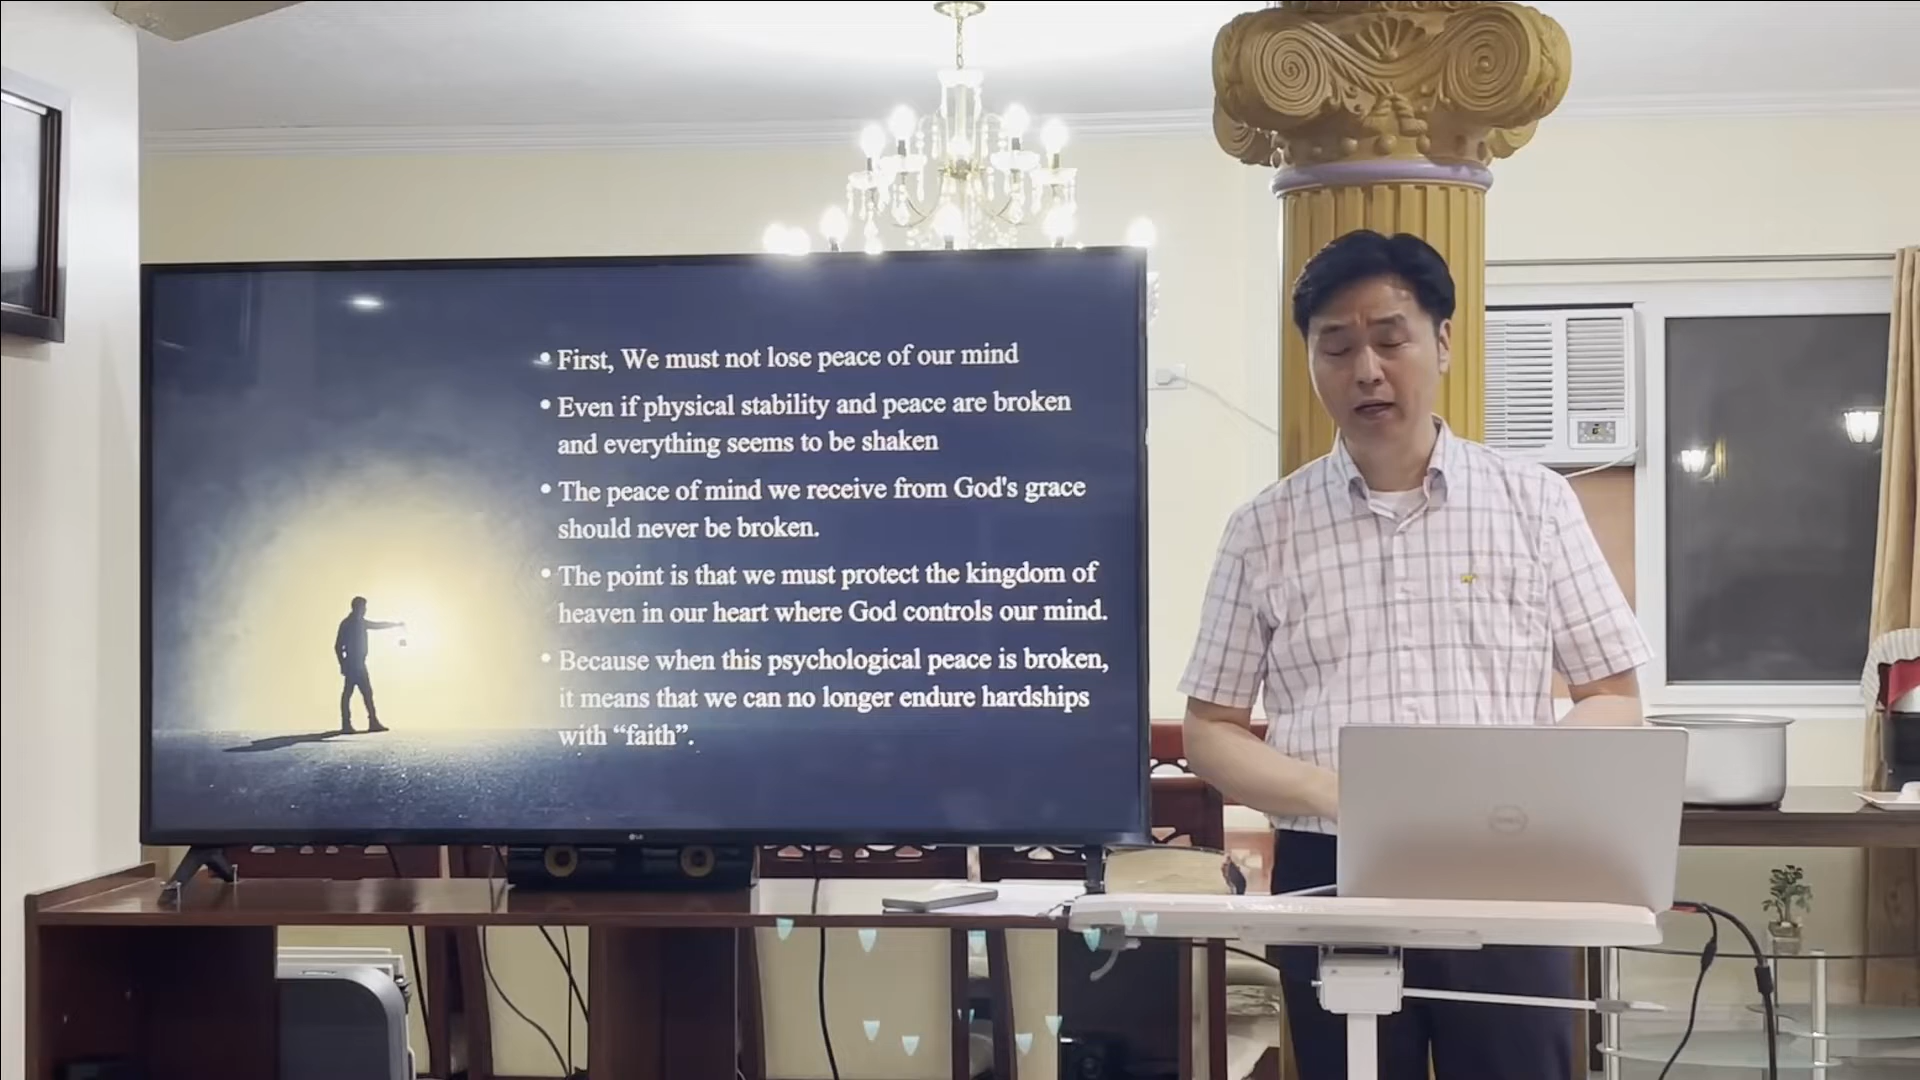 • First, We must not lose peace of our mind
• Even if physical stability and peace are broken
and everything seems to be shaken
• The peace of mind we receive from God's grace
should never be broken.
• The point is that we must protect the kingdom of
heaven in our heart where God controls our mind.
• Because when this psychological peace is broken,
it means that we can no longer endure hardships
with “faith”.
LG
DELL